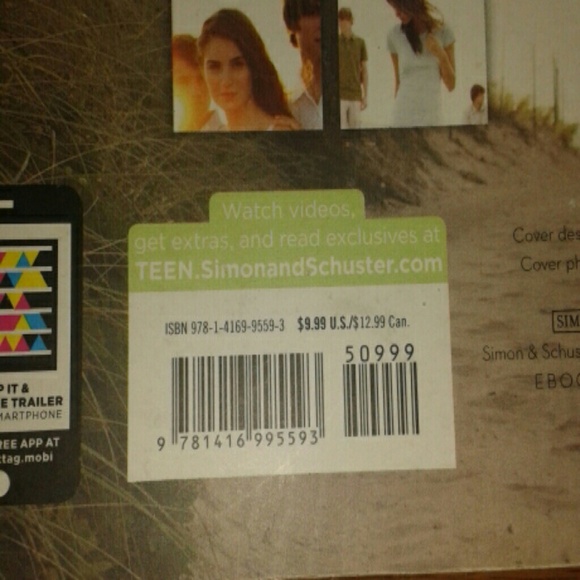 Watch videos,
get extras, and read exclusives at
TEEN.SimonandSchuster.com
ISBN 978-1-4169-9559-3 $9.99 U.S./$12.99 Can.
50999
9 781416 995593
P IT &
E TRAILER
MARTPHONE
REE APP AT
tag.mobi
Cover des
Cover ph
SIM
Simon & Schus
EBOO